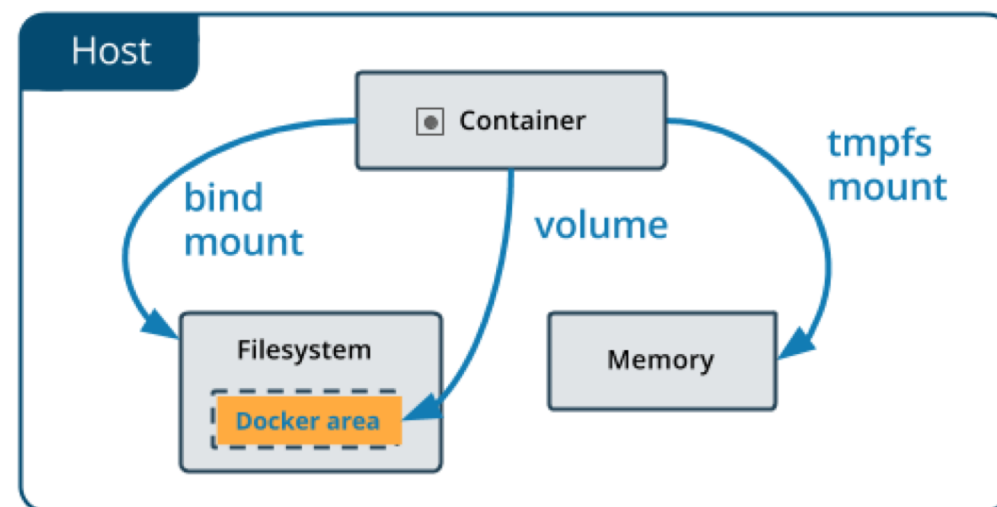 Host
Container
tmpfs
mount
bind
mount
volume
Filesystem
Memory
Docker area